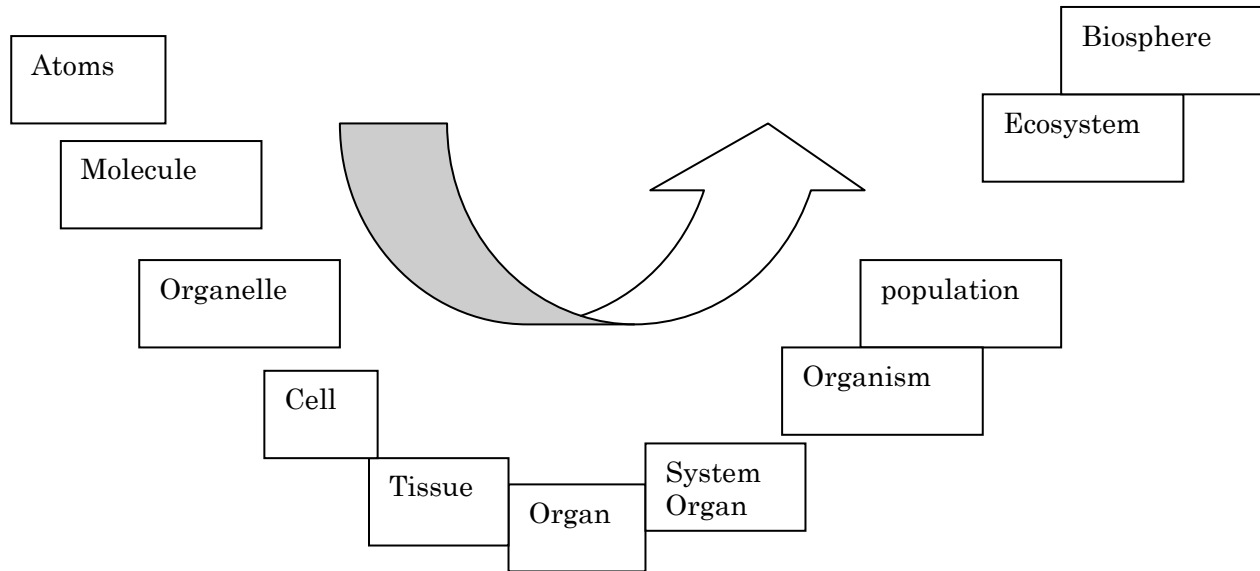 Atoms
Molecule
Organelle
Cell
Tissue
Organ
System
Organ
Organism
population
Ecosystem
Biosphere